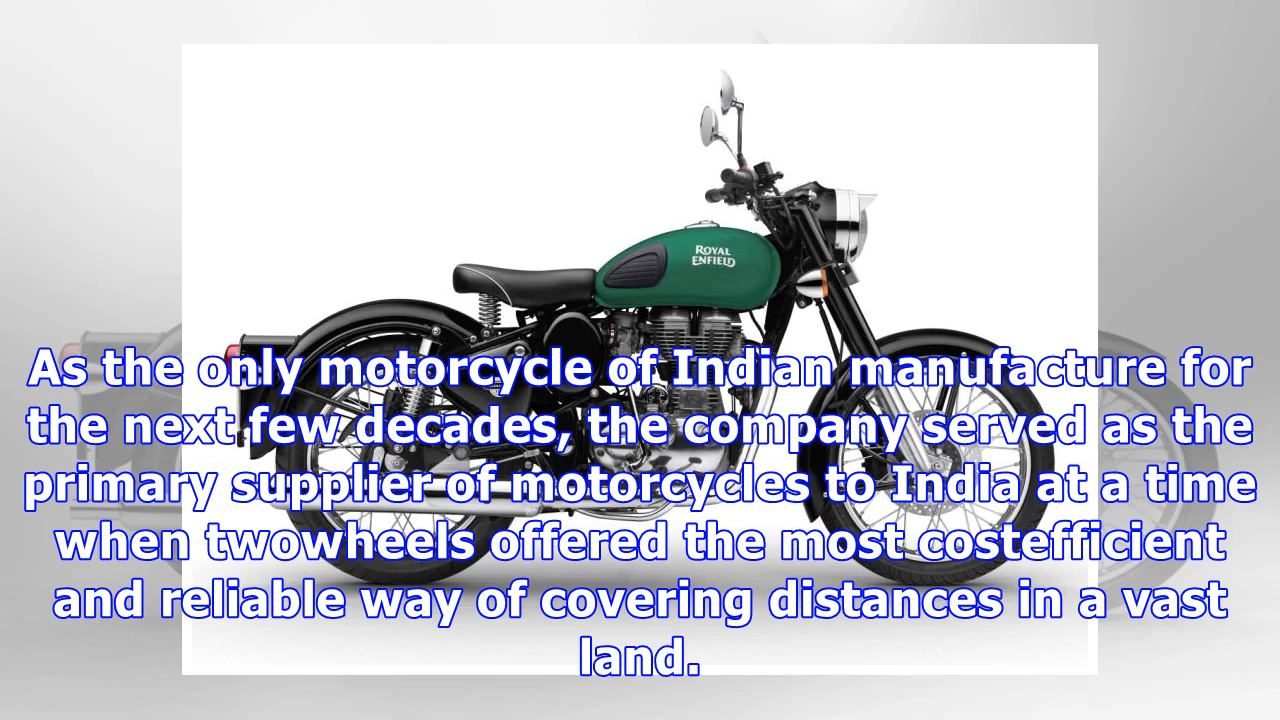 ROYAL
ENFIELD
As the only motorcycle of Indian manufacture for
the next few decades, the company served as the
primary supplier of motorcycles to India at a time
when twowheels offered the most costefficient
and reliable way of covering distances in a vast
land.